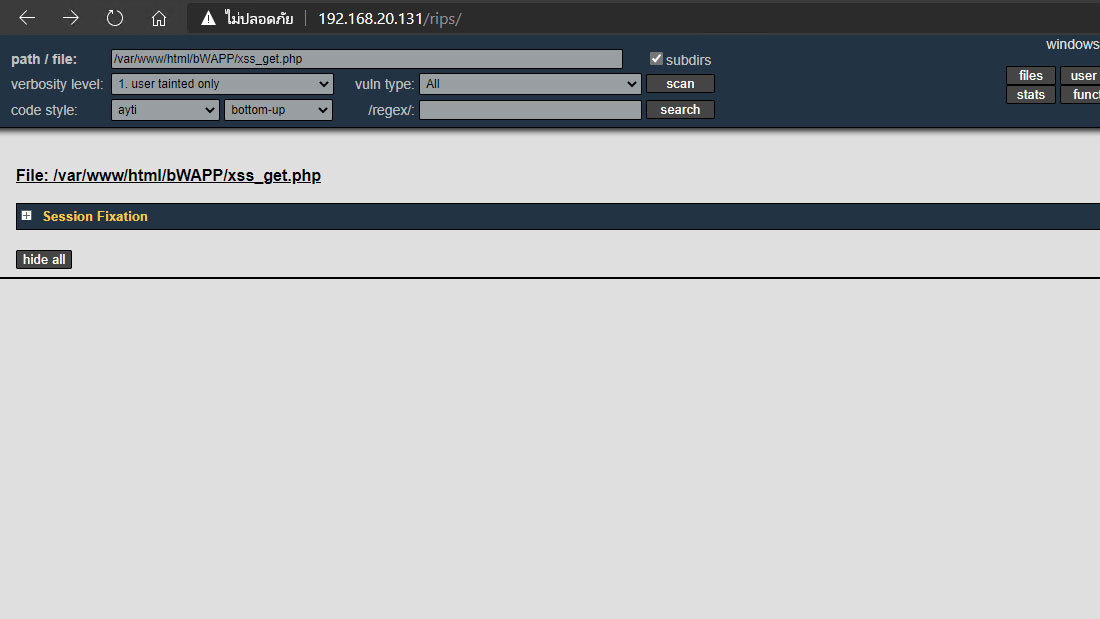 ไม่ปลอดภัย 192.168.20.131/rips/
windows
path / file: /var/www/html/bWAPP/xss_get.php subdirs
verbosity level: 1. user tainted only vuln type: All scan files user
code style: ayti bottom-up /regex/: search stats func
File: /var/www/html/bWAPP/xss_get.php
Session Fixation
hide all